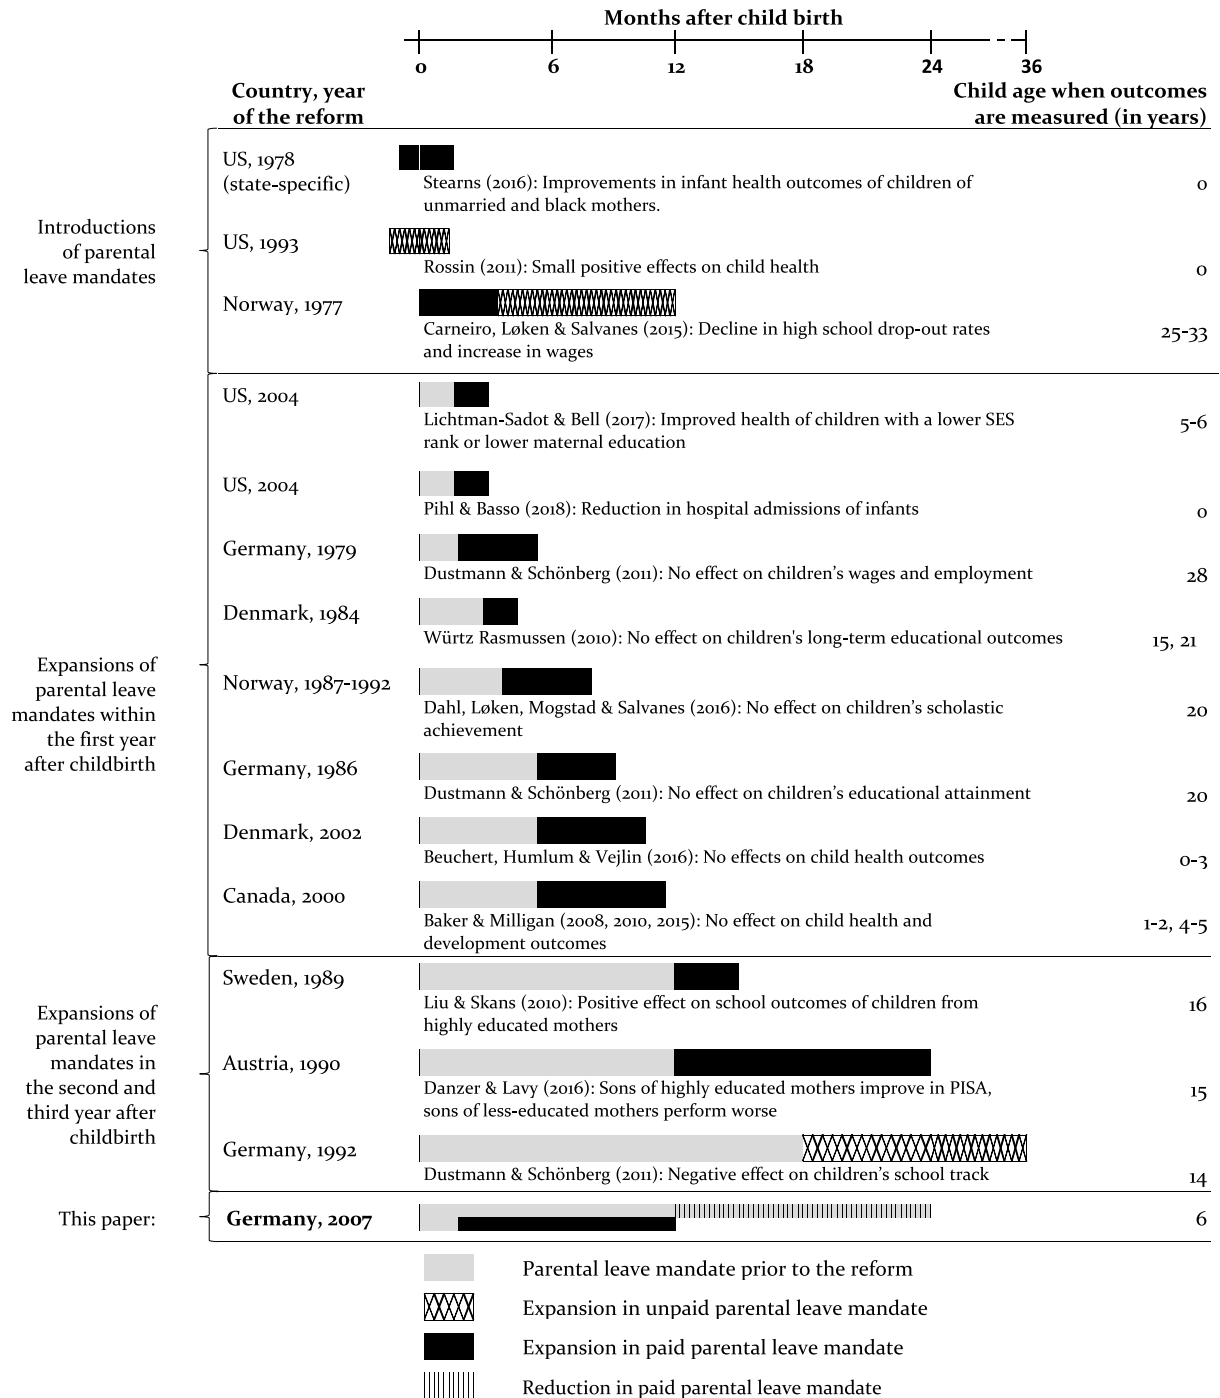 Months after child birth
0 6 12 18 24 36
Country, year
of the reform
Child age when outcomes
are measured (in years)
Introductions
of parental
leave mandates
US, 1978
(state-specific)
Stearns (2016): Improvements in infant health outcomes of children of
unmarried and black mothers.
0
US, 1993
Rossin (2011): Small positive effects on child health
0
Norway, 1977
Carneiro, Løken & Salvanes (2015): Decline in high school drop-out rates
and increase in wages
25-33
Expansions of
parental leave
mandates within
the first year
after childbirth
US, 2004
Lichtman-Sadot & Bell (2017): Improved health of children with a lower SES
rank or lower maternal education
5-6
US, 2004
Pihl & Basso (2018): Reduction in hospital admissions of infants
0
Germany, 1979
Dustmann & Schönberg (2011): No effect on children’s wages and employment
28
Denmark, 1984
Würtz Rasmussen (2010): No effect on children's long-term educational outcomes
15, 21
Norway, 1987-1992
Dahl, Løken, Mogstad & Salvanes (2016): No effect on children’s scholastic
achievement
20
Germany, 1986
Dustmann & Schönberg (2011): No effect on children’s educational attainment
20
Denmark, 2002
Beuchert, Humlum & Vejlin (2016): No effects on child health outcomes
0-3
Canada, 2000
Baker & Milligan (2008, 2010, 2015): No effect on child health and
development outcomes
1-2, 4-5
Expansions of
parental leave
mandates in
the second and
third year after
childbirth
Sweden, 1989
Liu & Skans (2010): Positive effect on school outcomes of children from
highly educated mothers
16
Austria, 1990
Danzer & Lavy (2016): Sons of highly educated mothers improve in PISA,
sons of less-educated mothers perform worse
15
Germany, 1992
Dustmann & Schönberg (2011): Negative effect on children’s school track
14
This paper:
Germany, 2007
6
Parental leave mandate prior to the reform
Expansion in unpaid parental leave mandate
Expansion in paid parental leave mandate
Reduction in paid parental leave mandate